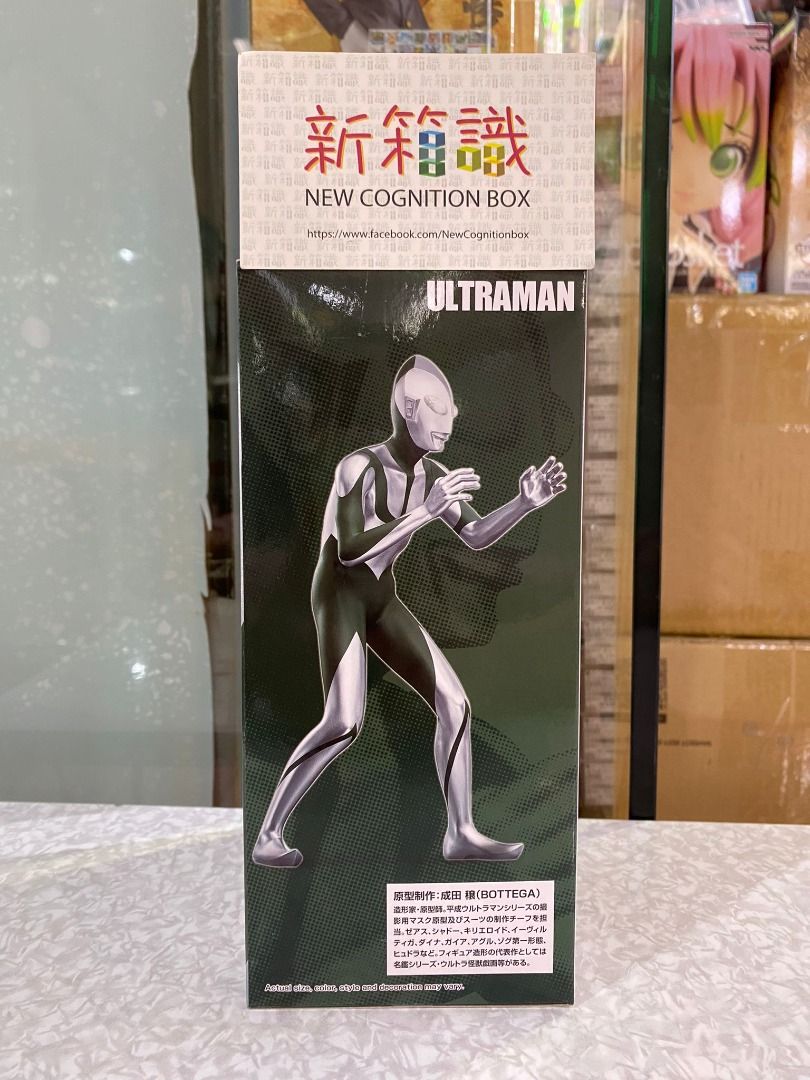 新箱識
NEW COGNITION BOX
https://www.facebook.com/NewCognitionbox
ULTRAMAN
原型制作:成田 穣(BOTTEGA)
造形家・原型師。平成ウルトラマンシリーズの撮
影用マスク原型及びスーツの制作チーフを担
当。ゼアス、シャドー、キリエロイド、イーヴィル
ティガ、ダイナ、ガイア、アグル、ゾグ第一形態、
ヒュドラなど。フィギュア造形の代表作としては
名鑑シリーズ・ウルトラ怪獣戯画等がある。
Actual size, color, style and decoration may vary.